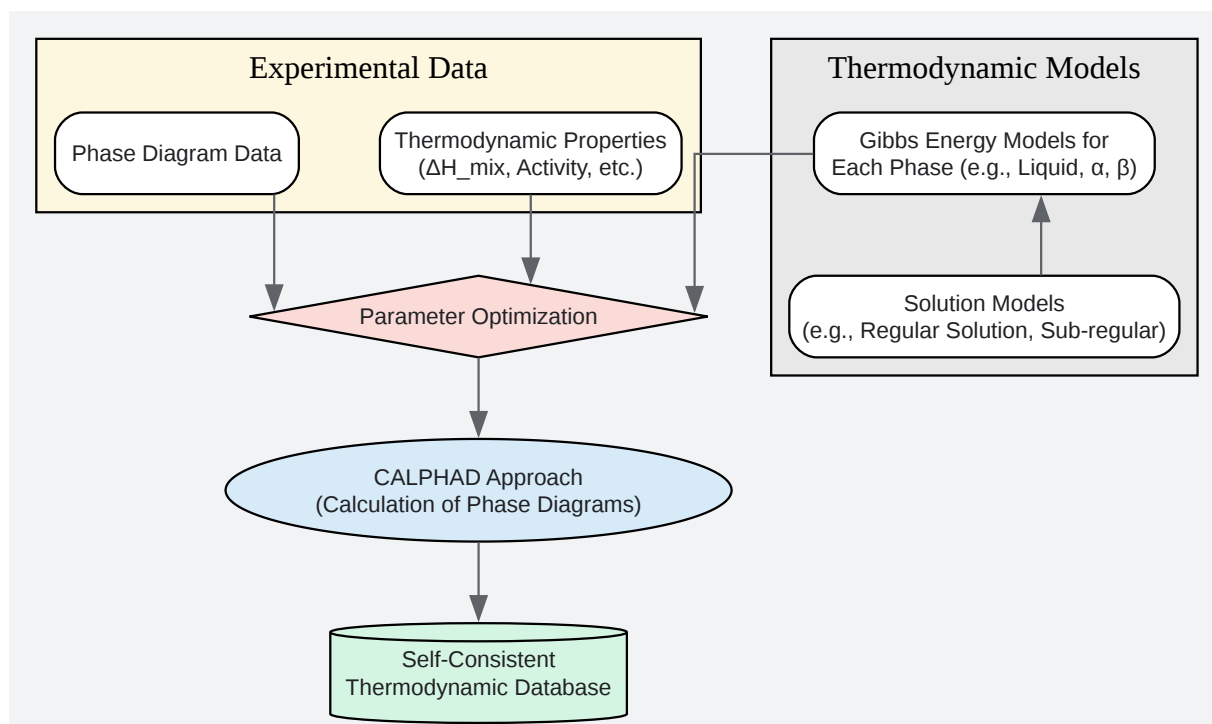 Experimental Data
Thermodynamic Models
Phase Diagram Data
Thermodynamic Properties
(ΔH_mix, Activity, etc.)
Gibbs Energy Models for
Each Phase (e.g., Liquid, α, β)
Solution Models
(e.g., Regular Solution, Sub-regular)
Parameter Optimization
CALPHAD Approach
(Calculation of Phase Diagrams)
Self-Consistent
Thermodynamic Database